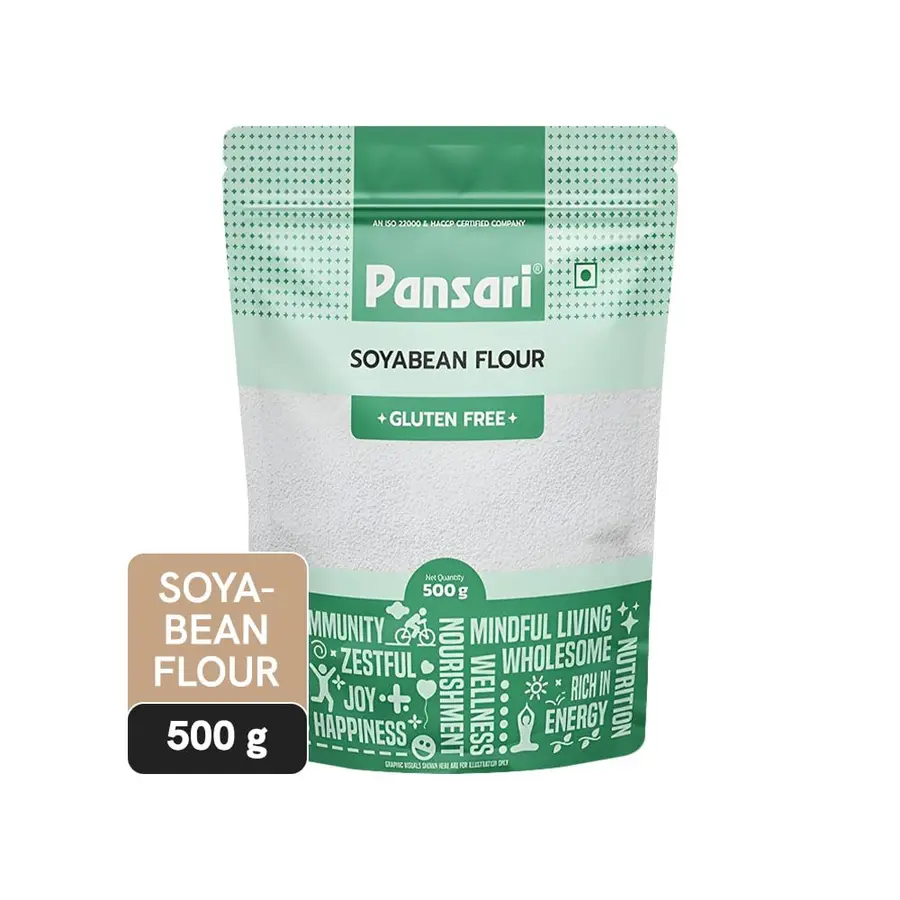 AN ISO 22000 & HACCP CERTIFIED COMPANY
Pansari®
SOYABEAN FLOUR
GLUTEN FREE
Net Quantity
500 g
MMUNITY
ZESTFUL
JOY
HAPPINESS
NOURISHMENT
WELLNESS
MINDFUL LIVING
WHOLESOME
RICH IN
ENERGY
NUTRITION
GRAPHIC VISUALS SHOWN HERE ARE FOR ILLUSTRATION ONLY
SOYA-
BEAN
FLOUR
500 g